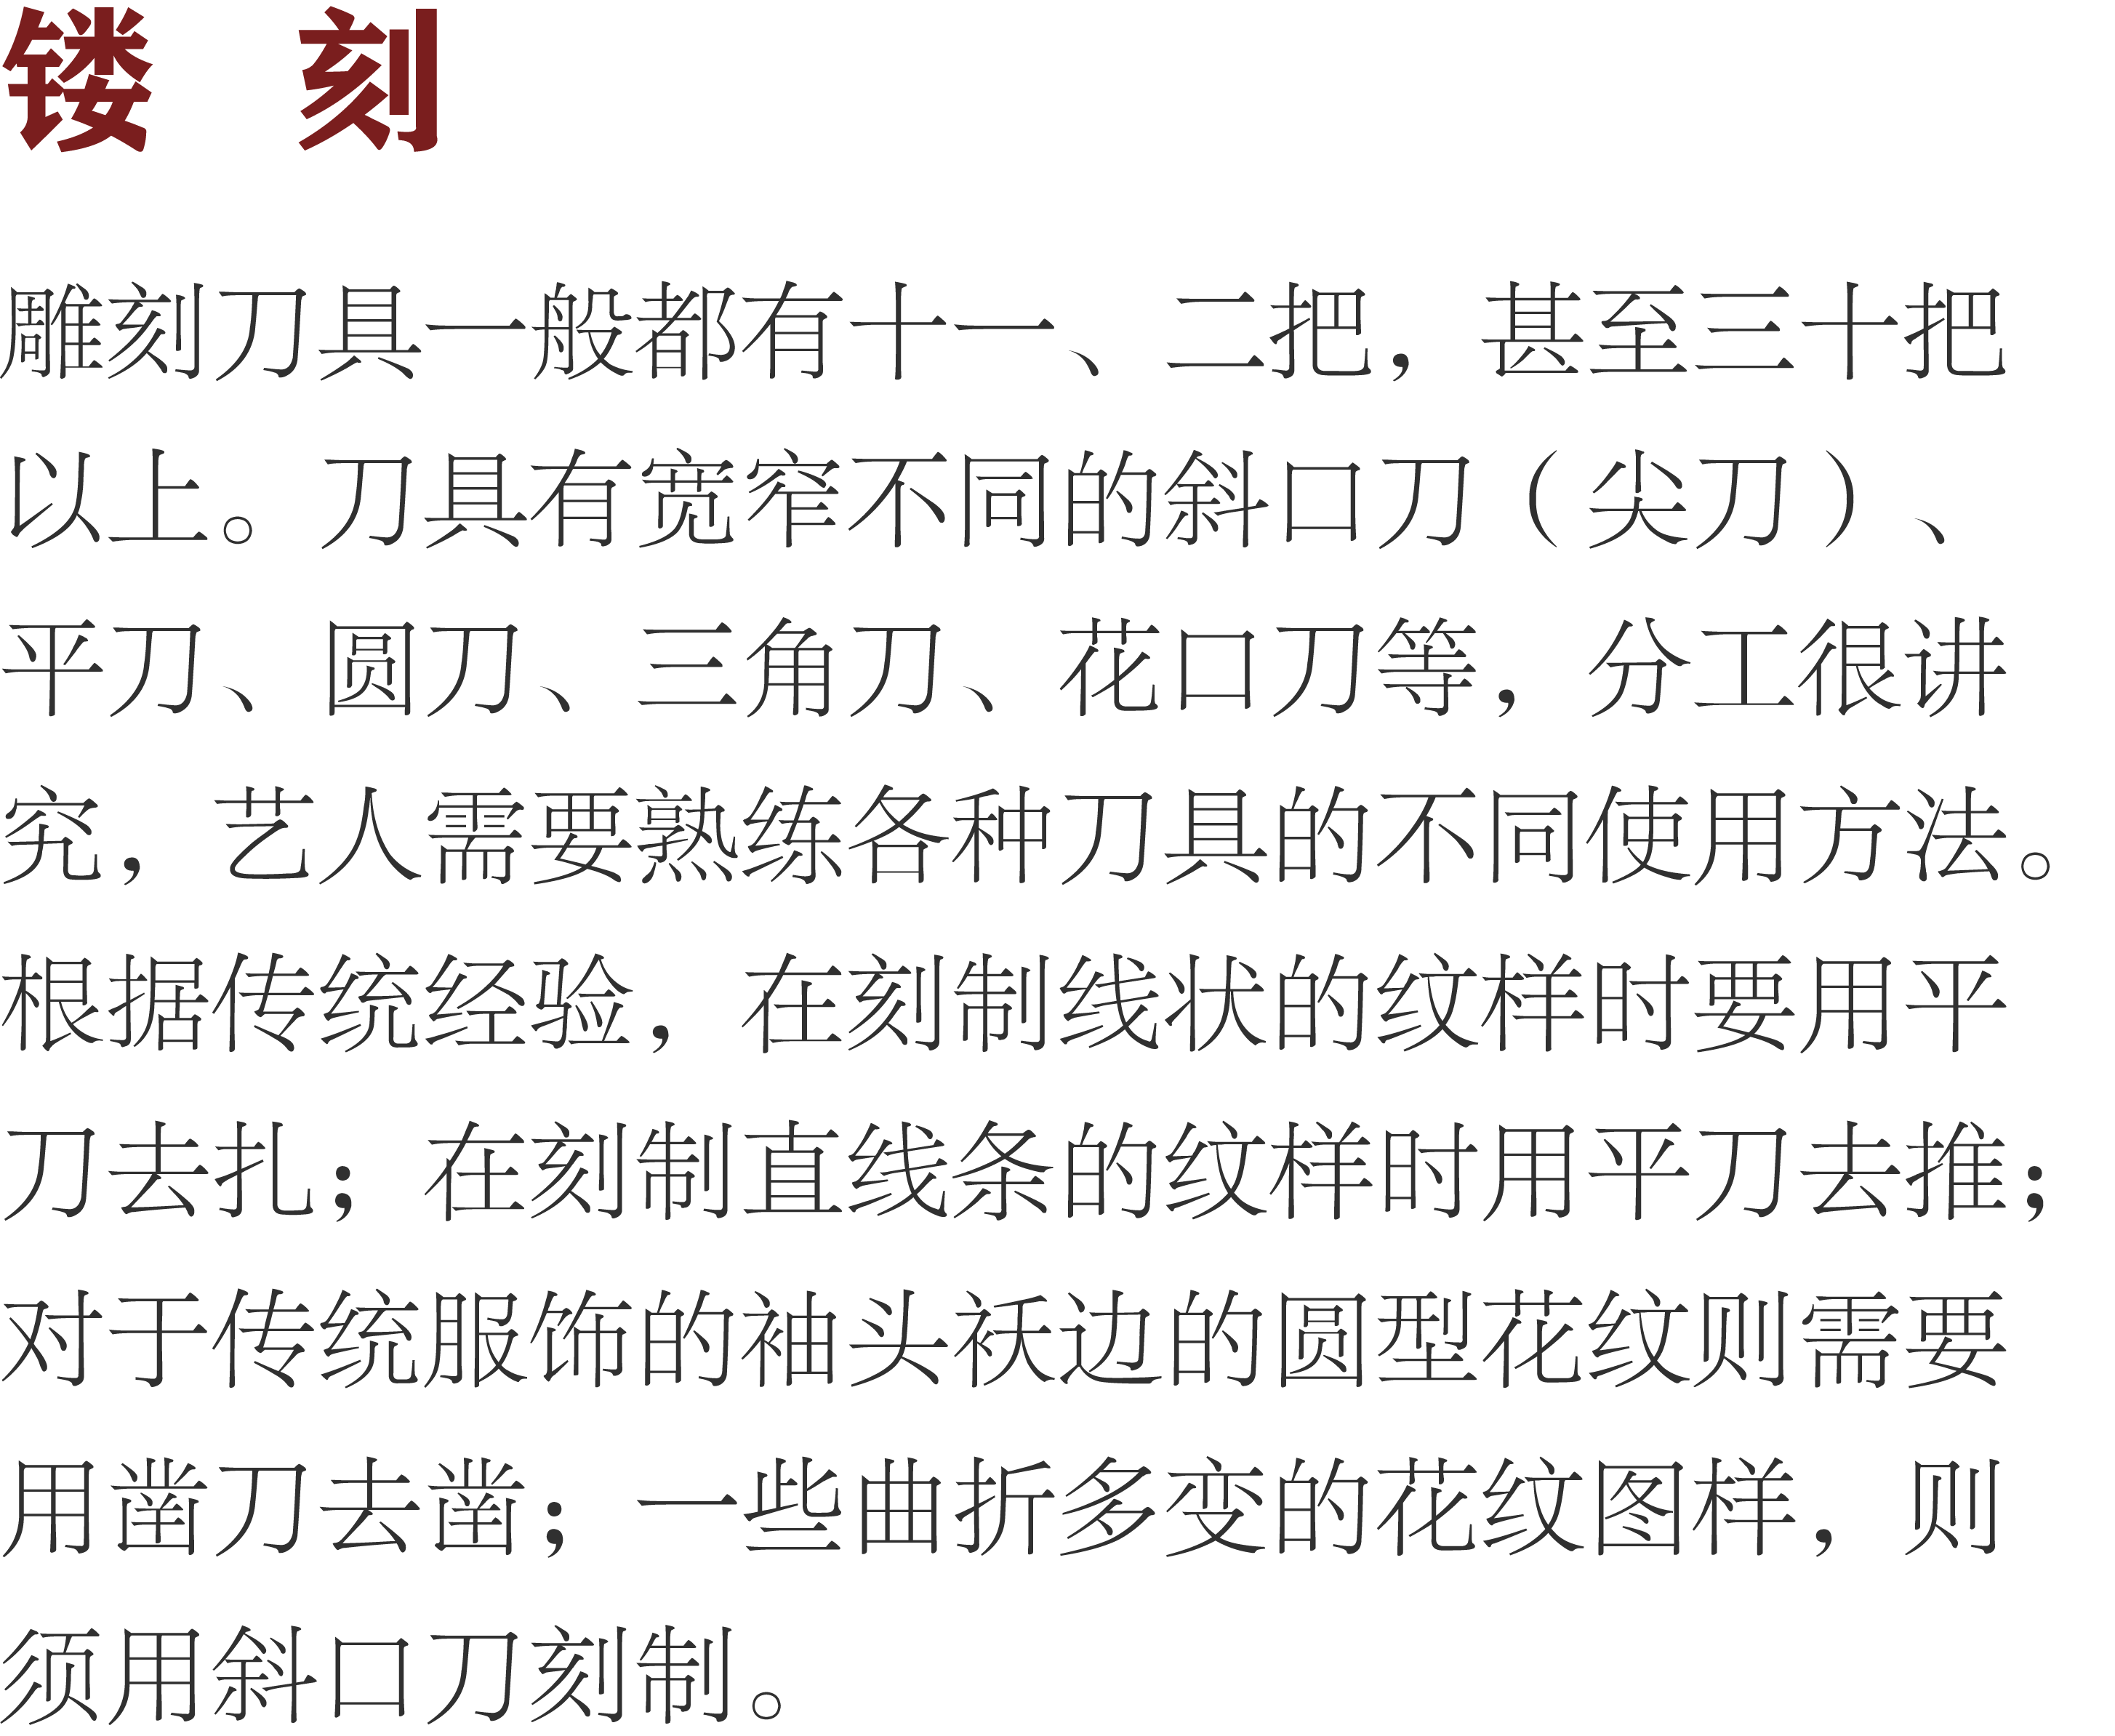 镂 刻
雕刻刀具一般都有十一、二把，甚至三十把
以上。刀具有宽窄不同的斜口刀（尖刀）、
平刀、圆刀、三角刀、花口刀等，分工很讲
究，艺人需要熟练各种刀具的不同使用方法。
根据传统经验，在刻制线状的纹样时要用平
刀去扎；在刻制直线条的纹样时用平刀去推；
对于传统服饰的袖头袄边的圆型花纹则需要
用凿刀去凿；一些曲折多变的花纹图样，则
须用斜口刀刻制。